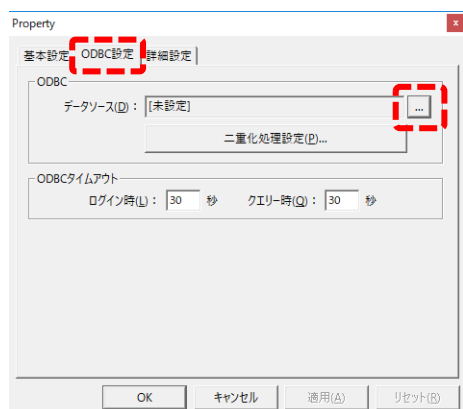 Property x
基本設定 ODBC設定 詳細設定
ODBC
データソース(D)： [未設定] ...
二重化処理設定(P)...
ODBCタイムアウト
ログイン時(L)： 30 秒 クエリー時(Q)： 30 秒
OK キャンセル 適用(A) リセット(R)